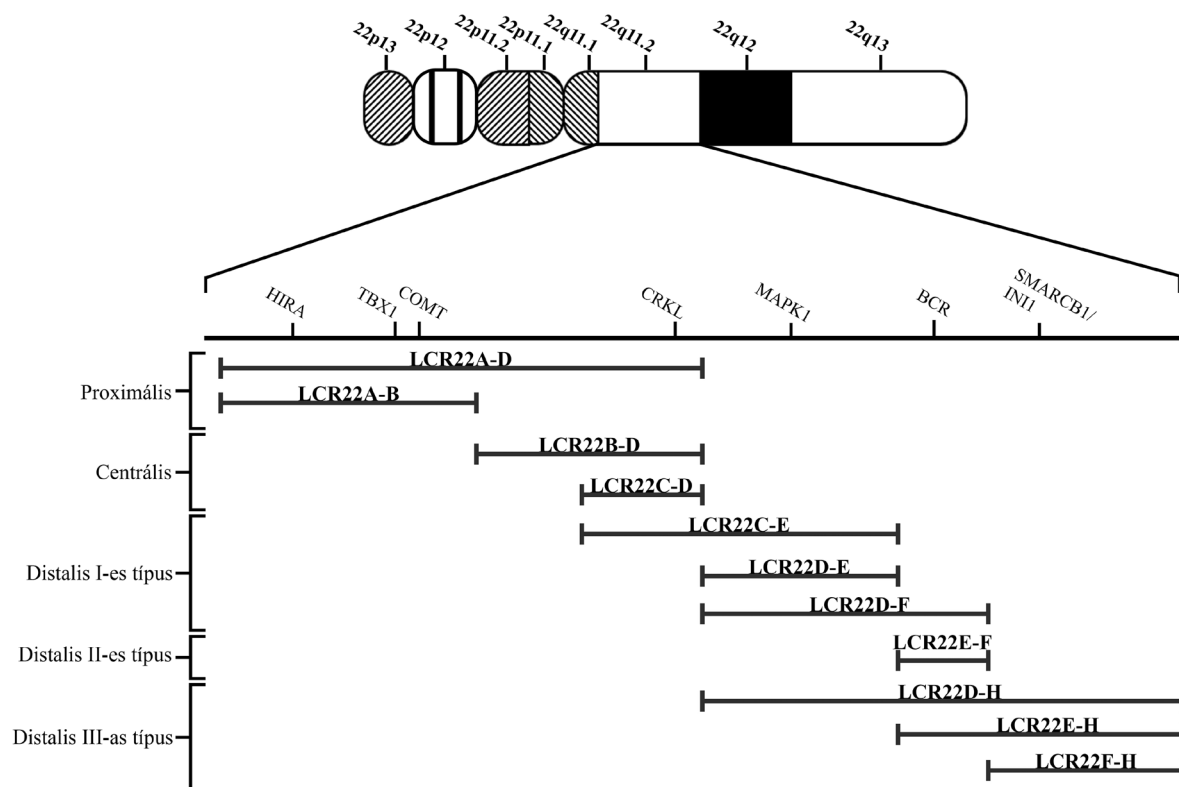 22p13
22p12
22p11.2
22p11.1
22q11.1
22q11.2
22q12
22q13
HIRA
TBX1
COMT
CRKL
MAPK1
BCR
SMARCB1/
INI1
Proximális
LCR22A-D
LCR22A-B
Centrális
LCR22B-D
LCR22C-D
Distalis I-es típus
LCR22C-E
LCR22D-E
LCR22D-F
Distalis II-es típus
LCR22E-F
Distalis III-as típus
LCR22D-H
LCR22E-H
LCR22F-H